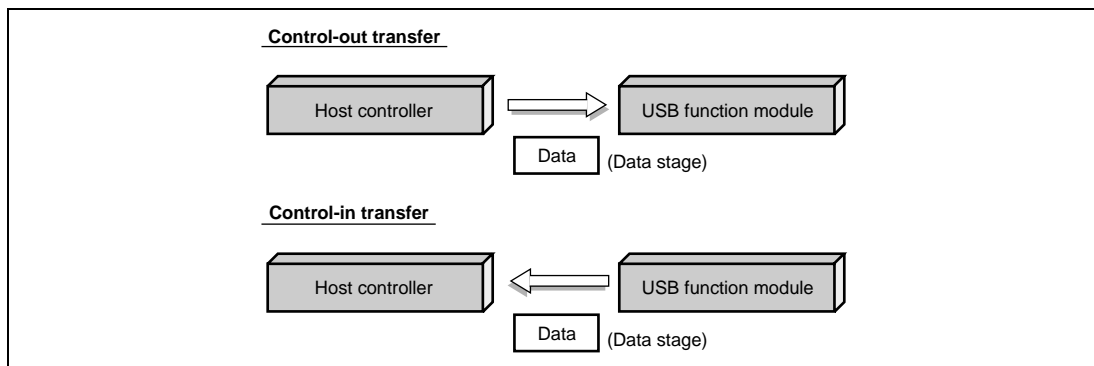 Control-out transfer
Host controller
USB function module
Data
(Data stage)
Control-in transfer
Host controller
USB function module
Data
(Data stage)